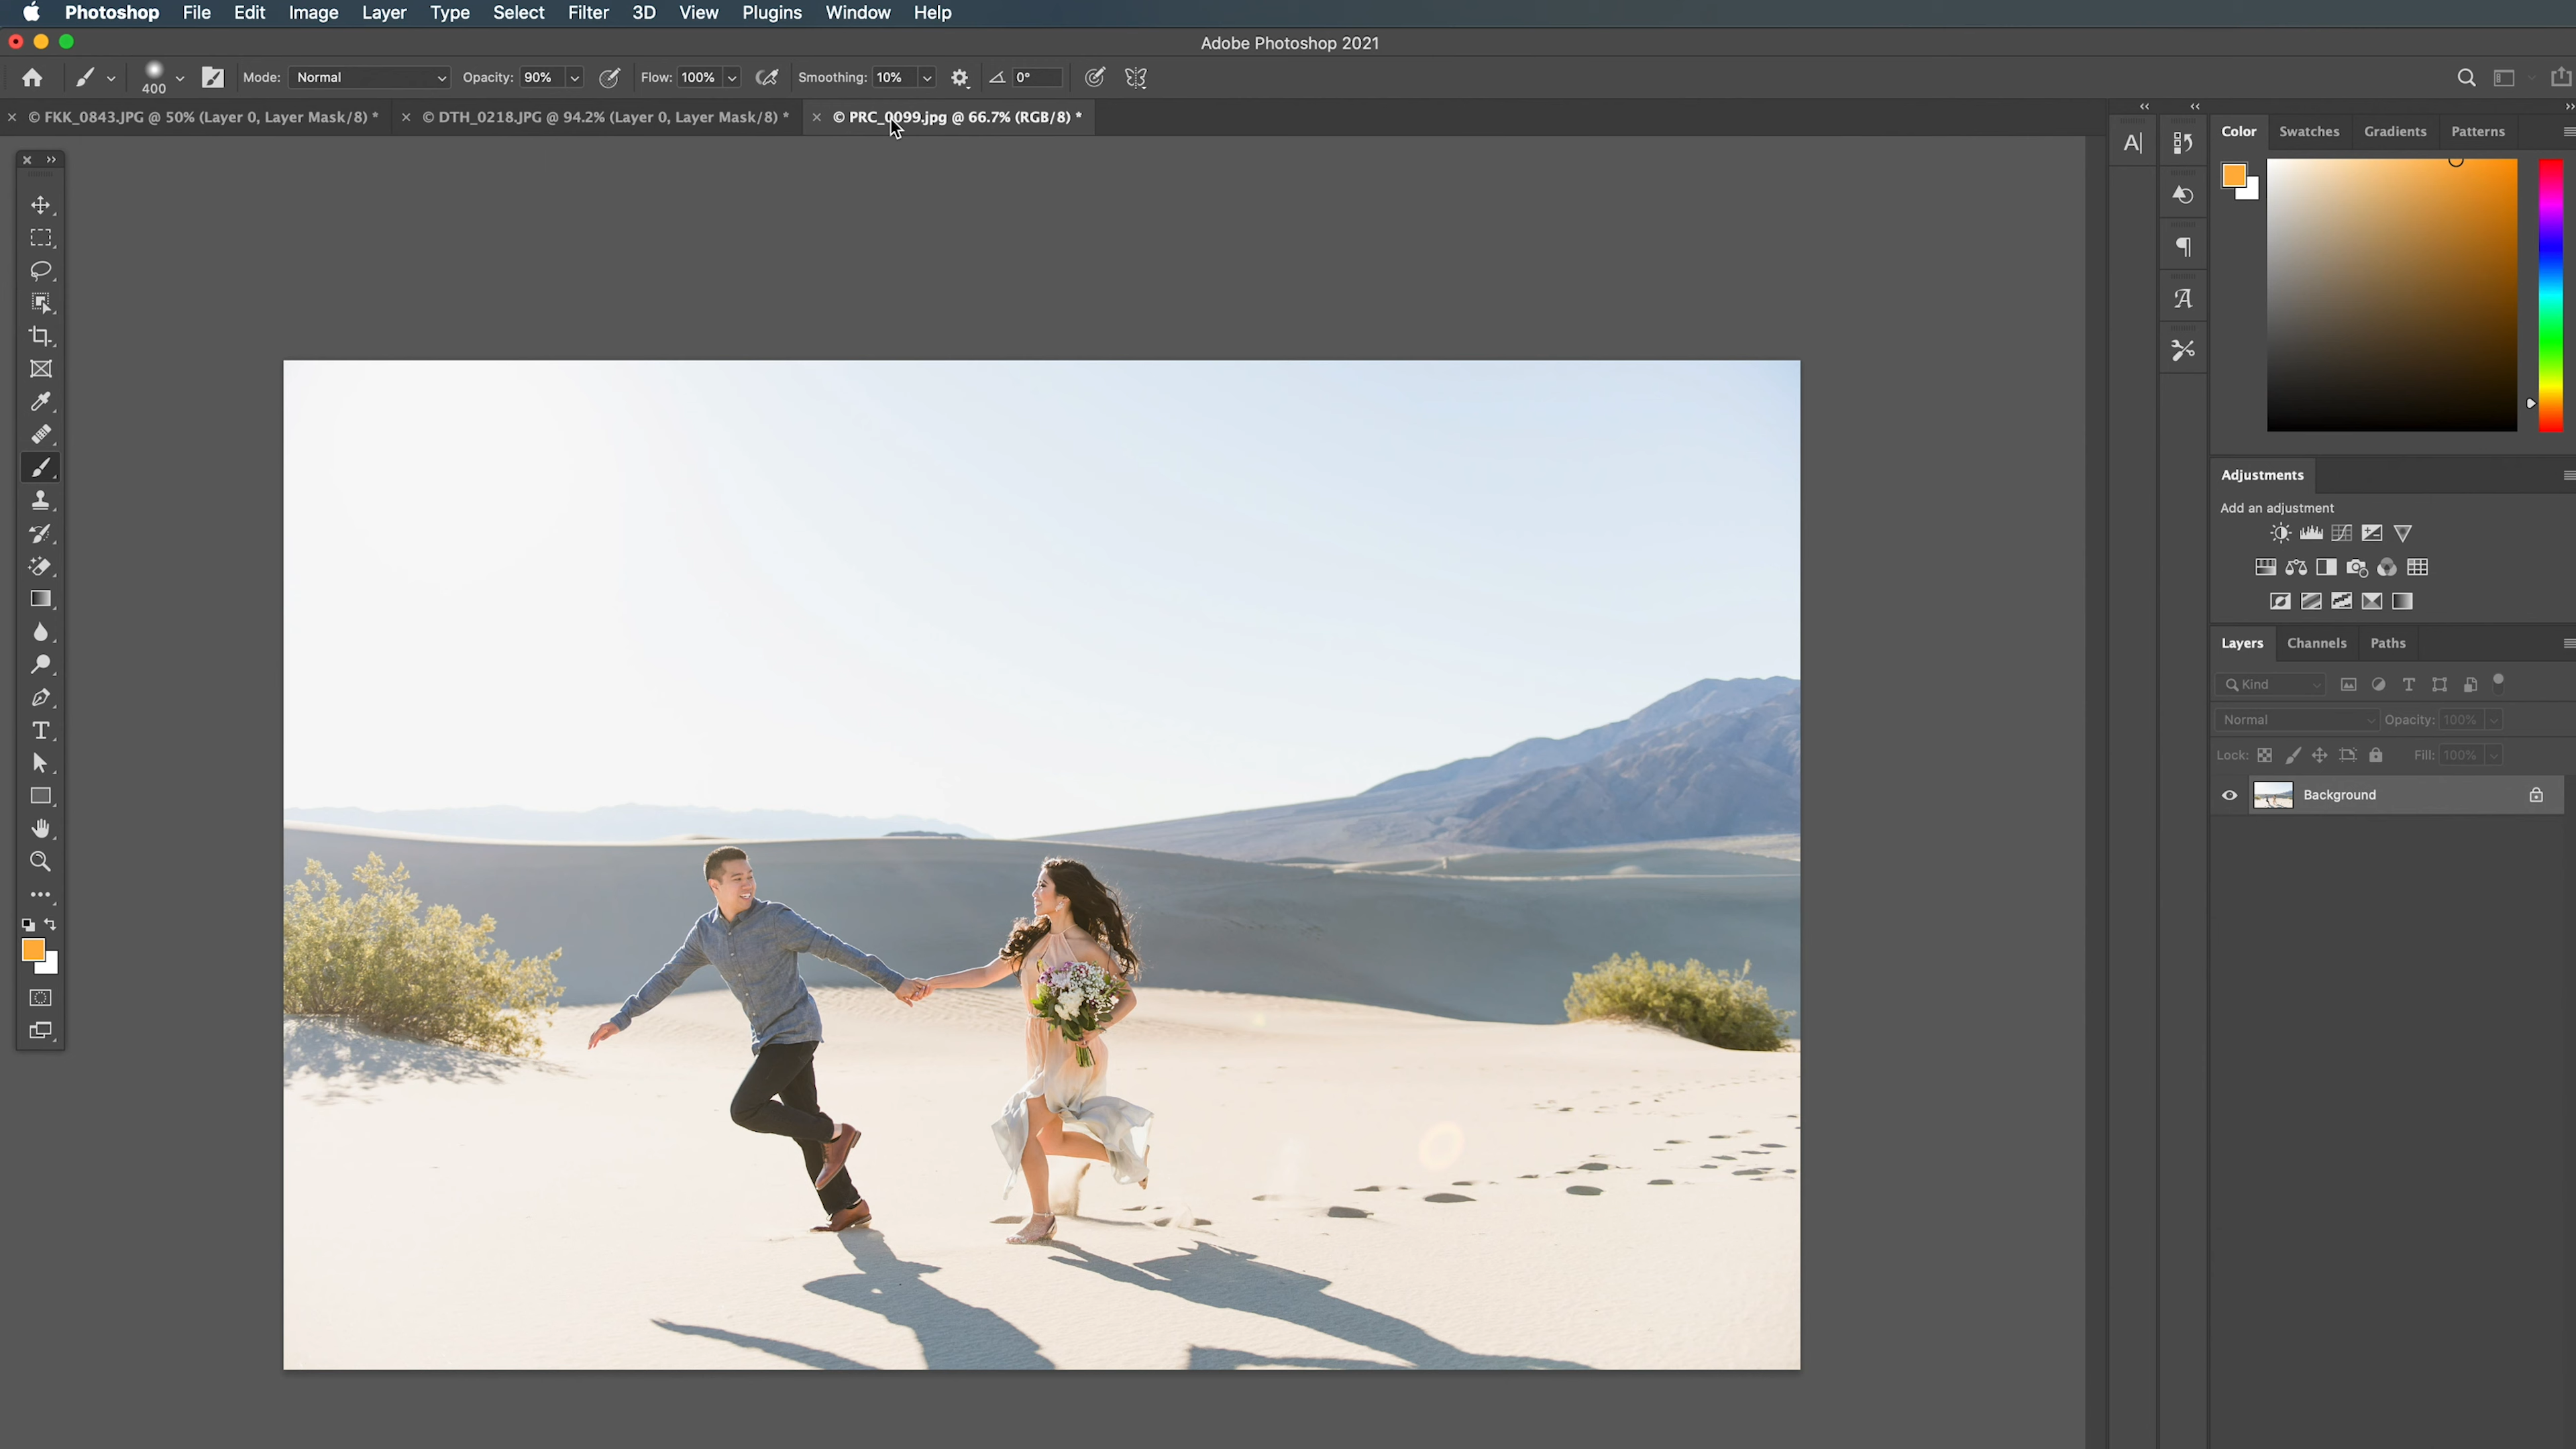 Photoshop File Edit Image Layer Type Select Filter 3D View Plugins Window Help
Adobe Photoshop 2021
400 Mode: Normal Opacity: 90% Flow: 100% Smoothing: 10% 0°
© FKK_0843.JPG @ 50% (Layer 0, Layer Mask/8) * © DTH_0218.JPG @ 94.2% (Layer 0, Layer Mask/8) * © PRC_0099.jpg @ 66.7% (RGB/8) *
Color Swatches Gradients Patterns
Adjustments
Add an adjustment
Layers Channels Paths
Kind
Normal Opacity: 100%
Lock: Fill: 100%
Background